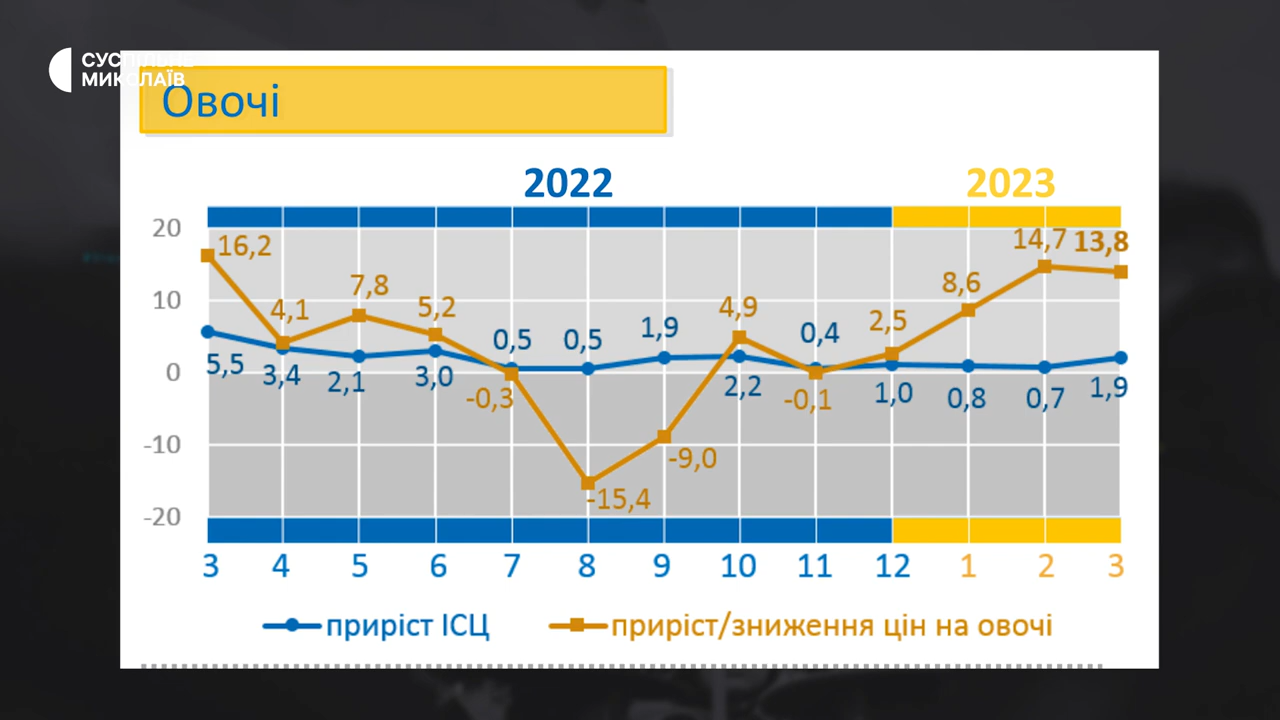 СУСПІЛЬНЕ
МИКОЛАЇВ
Овочі
2022 2023
20
10
0
-10
-20
16,2 4,1 7,8 5,2 -0,3 -15,4 -9,0 4,9 -0,1 2,5 8,6 14,7 13,8
5,5 3,4 2,1 3,0 0,5 0,5 1,9 2,2 0,4 1,0 0,8 0,7 1,9
3 4 5 6 7 8 9 10 11 12 1 2 3
приріст ІСЦ приріст/зниження цін на овочі